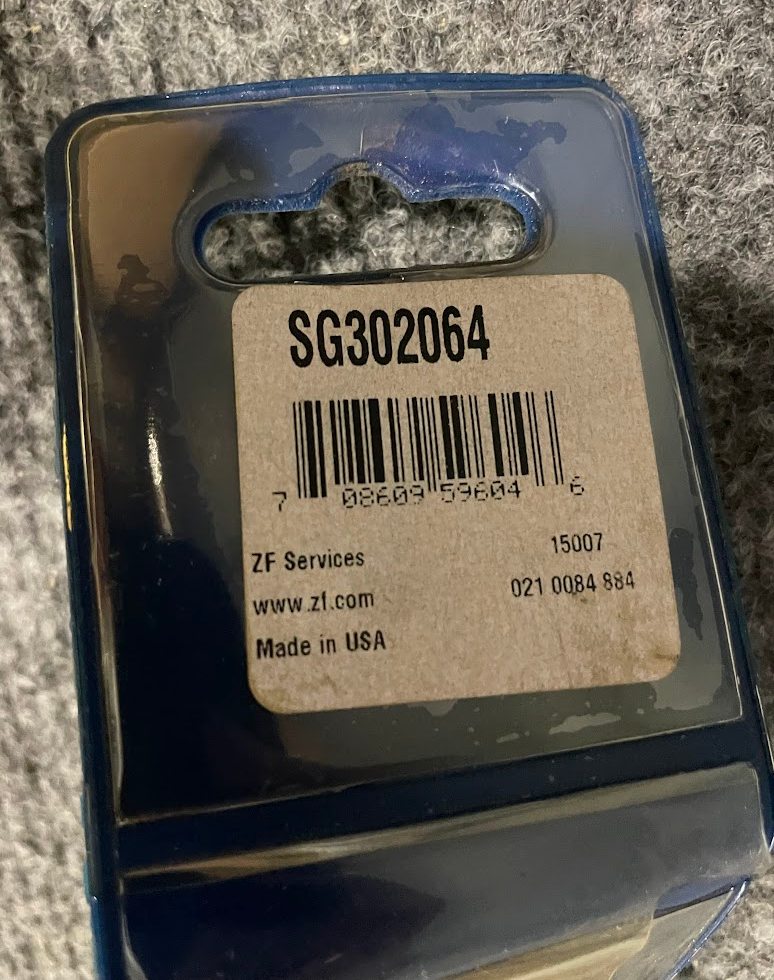 SG302064
7 08609 59604 6
ZF Services 15007
www.zf.com 021 0084 884
Made in USA